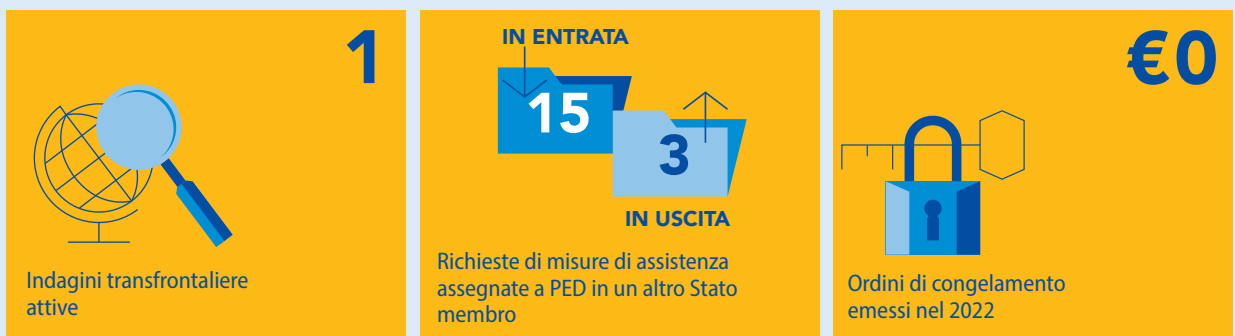 1
Indagini transfrontaliere
attive
IN ENTRATA
15
3
IN USCITA
Richieste di misure di assistenza
assegnate a PED in un altro Stato
membro
€0
Ordini di congelamento
emessi nel 2022